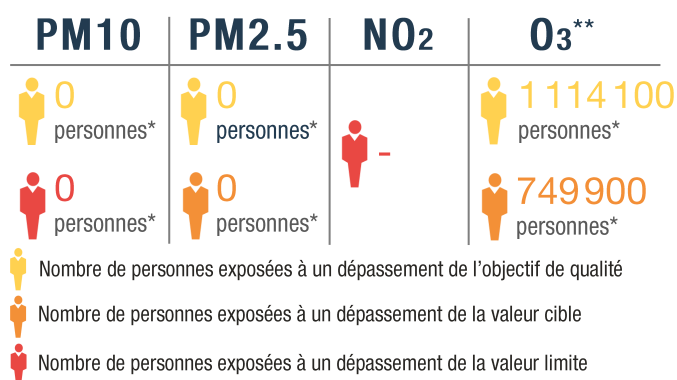 PM10 PM2.5 NO2 O3**
0 0 1 114 100
personnes* personnes* personnes*
-
0 0 749 900
personnes* personnes* personnes*
Nombre de personnes exposées à un dépassement de l'objectif de qualité
Nombre de personnes exposées à un dépassement de la valeur cible
Nombre de personnes exposées à un dépassement de la valeur limite